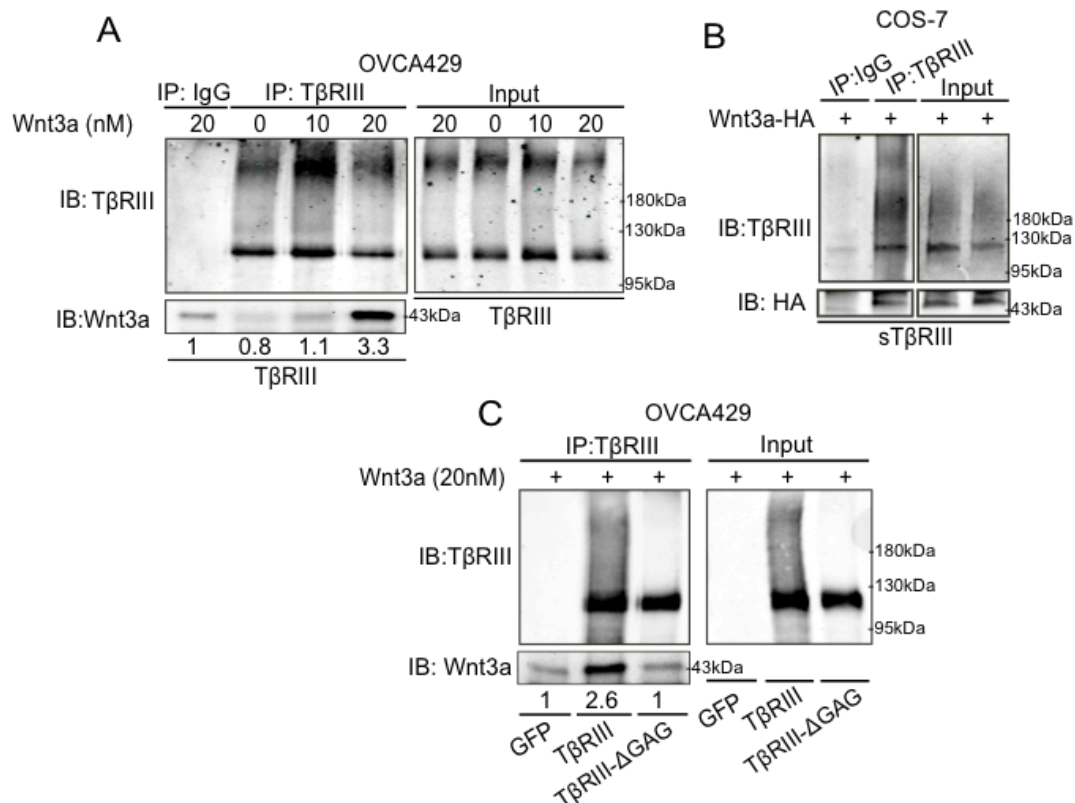 A
OVCA429
IP: IgG IP: TβRIII Input
Wnt3a (nM) 20 0 10 20 20 0 10 20
IB: TβRIII
-180kDa
-130kDa
-95kDa
IB:Wnt3a
-43kDa
TβRIII
1 0.8 1.1 3.3
TβRIII
B
COS-7
IP:IgG IP:TβRIII Input
Wnt3a-HA + + + +
IB:TβRIII
-180kDa
-130kDa
-95kDa
IB: HA
-43kDa
sTβRIII
C
OVCA429
IP:TβRIII Input
Wnt3a (20nM) + + + + + +
IB:TβRIII
-180kDa
-130kDa
-95kDa
IB: Wnt3a
-43kDa
1 2.6 1
GFP TβRIII TβRIII-ΔGAG GFP TβRIII TβRIII-ΔGAG